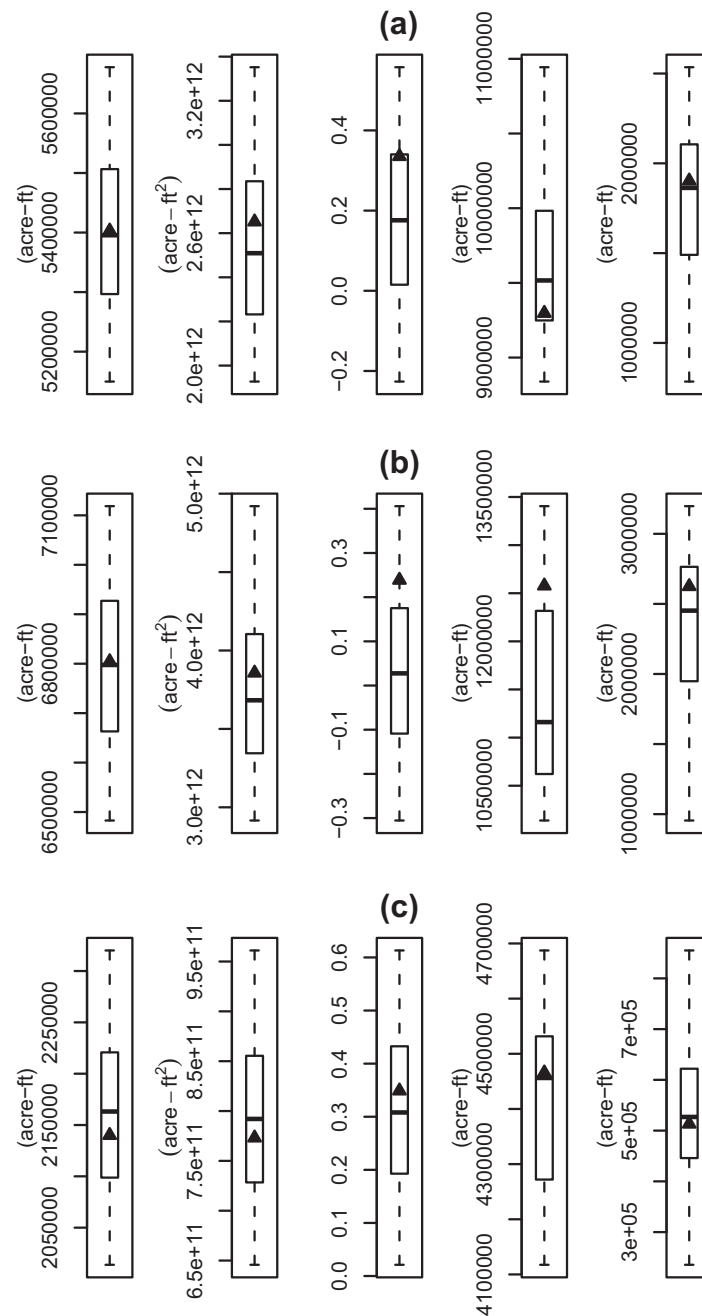 (a)
5200000 5400000 5600000
(acre−ft)
2.0e+12 2.6e+12 3.2e+12
(acre−ft²)
−0.2 0.0 0.2 0.4
9000000 10000000 11000000
(acre−ft)
1000000 2000000
(acre−ft)
(b)
6500000 6800000 7100000
(acre−ft)
3.0e+12 4.0e+12 5.0e+12
(acre−ft²)
−0.3 −0.1 0.1 0.3
10500000 12000000 13500000
(acre−ft)
1000000 2000000 3000000
(acre−ft)
(c)
2050000 2150000 2250000
(acre−ft)
6.5e+11 7.5e+11 8.5e+11 9.5e+11
(acre−ft²)
0.0 0.1 0.2 0.3 0.4 0.5 0.6
4100000 4300000 4500000 4700000
(acre−ft)
3e+05 5e+05 7e+05
(acre−ft)